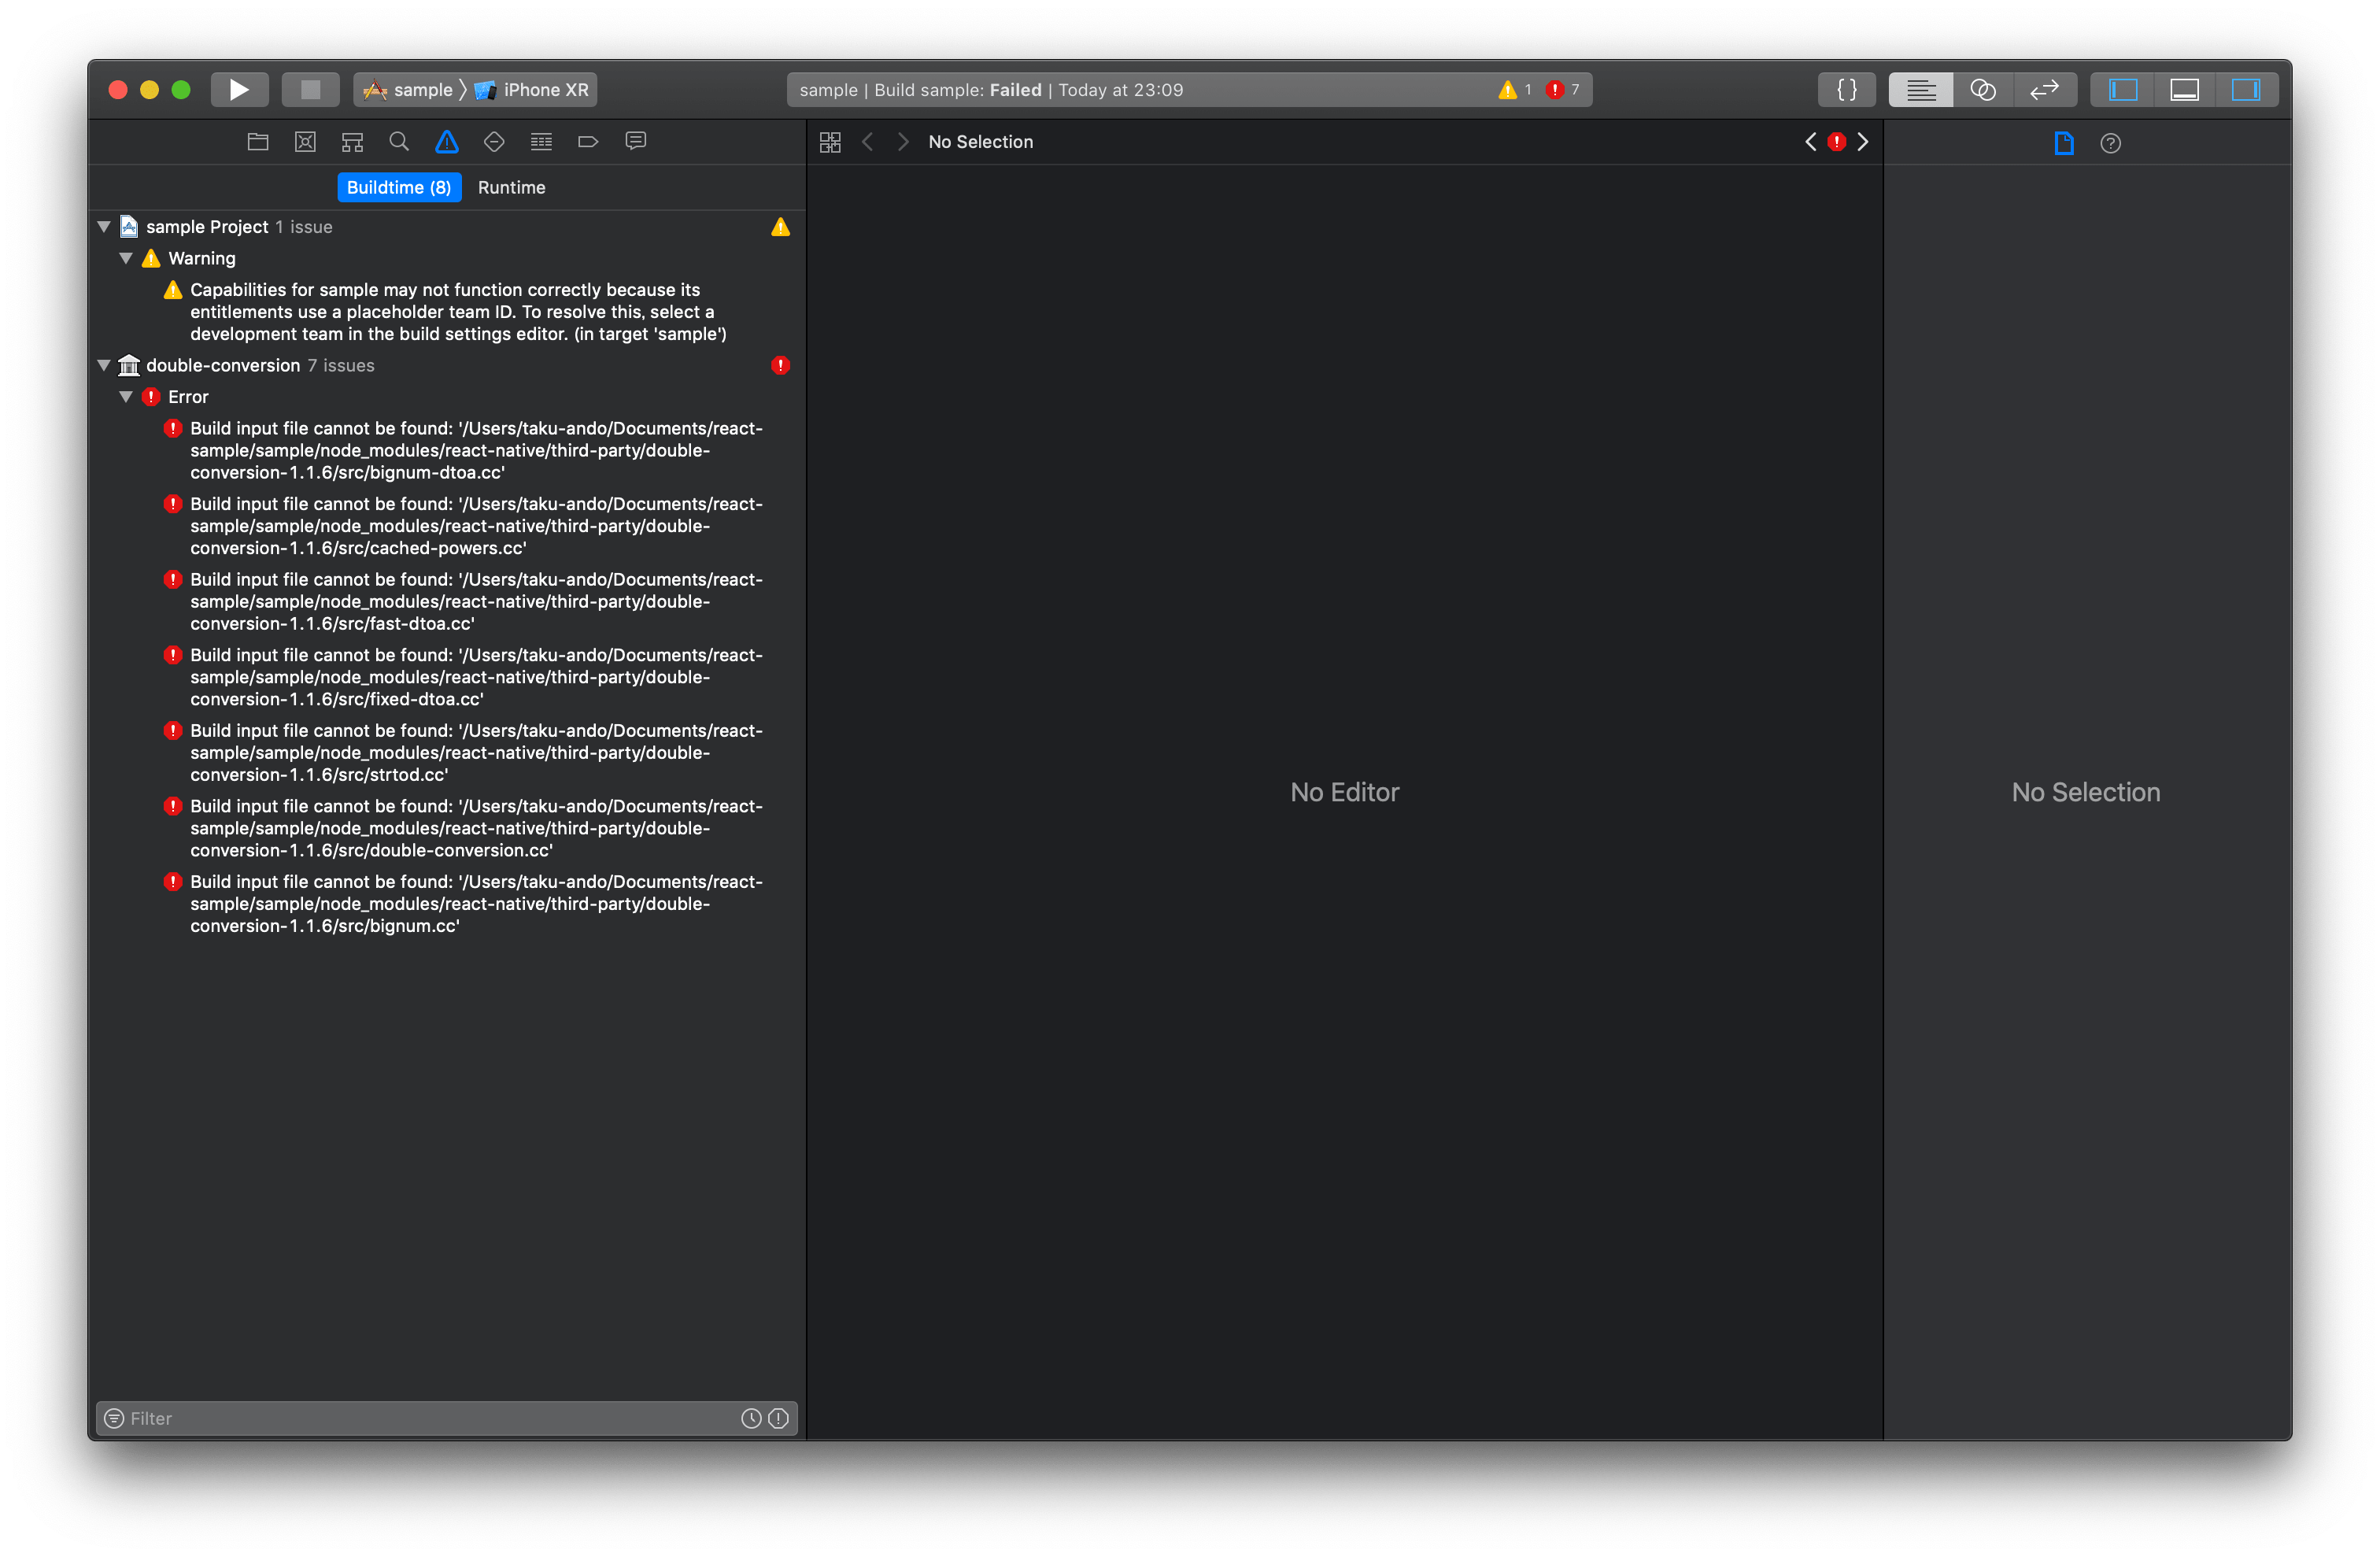 sample 〉 iPhone XR
sample | Build sample: Failed | Today at 23:09
1
7
{ }
No Selection
Buildtime (8) Runtime
sample Project 1 issue
Warning
Capabilities for sample may not function correctly because its
entitlements use a placeholder team ID. To resolve this, select a
development team in the build settings editor. (in target 'sample')
double-conversion 7 issues
Error
Build input file cannot be found: '/Users/taku-ando/Documents/react-
sample/sample/node_modules/react-native/third-party/double-
conversion-1.1.6/src/bignum-dtoa.cc'
Build input file cannot be found: '/Users/taku-ando/Documents/react-
sample/sample/node_modules/react-native/third-party/double-
conversion-1.1.6/src/cached-powers.cc'
Build input file cannot be found: '/Users/taku-ando/Documents/react-
sample/sample/node_modules/react-native/third-party/double-
conversion-1.1.6/src/fast-dtoa.cc'
Build input file cannot be found: '/Users/taku-ando/Documents/react-
sample/sample/node_modules/react-native/third-party/double-
conversion-1.1.6/src/fixed-dtoa.cc'
Build input file cannot be found: '/Users/taku-ando/Documents/react-
sample/sample/node_modules/react-native/third-party/double-
conversion-1.1.6/src/strtod.cc'
Build input file cannot be found: '/Users/taku-ando/Documents/react-
sample/sample/node_modules/react-native/third-party/double-
conversion-1.1.6/src/double-conversion.cc'
Build input file cannot be found: '/Users/taku-ando/Documents/react-
sample/sample/node_modules/react-native/third-party/double-
conversion-1.1.6/src/bignum.cc'
No Editor
No Selection
Filter